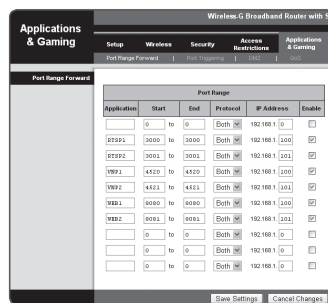 Wireless-G Broadband Router with S
Applications
& Gaming
Setup
Wireless
Security
Access
Restrictions
Applications
& Gaming
Port Range Forward | Port Triggering | DMZ | QoS
Port Range Forward
Port Range
Application Start End Protocol IP Address Enable
0 to 0 Both 192.168.1. 0
RTSP1 3000 to 3000 Both 192.168.1. 100
RTSP2 3001 to 3001 Both 192.168.1. 101
VNP1 4520 to 4520 Both 192.168.1. 100
VNP2 4521 to 4521 Both 192.168.1. 101
WEB1 8080 to 8080 Both 192.168.1. 100
WEB2 8081 to 8081 Both 192.168.1. 101
0 to 0 Both 192.168.1. 0
0 to 0 Both 192.168.1. 0
0 to 0 Both 192.168.1. 0
Save Settings Cancel Changes